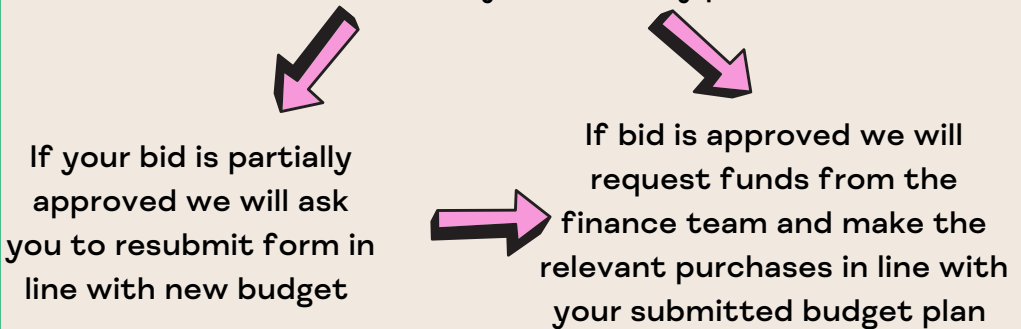 If your bid is partially
approved we will ask
you to resubmit form in
line with new budget
If bid is approved we will
request funds from the
finance team and make the
relevant purchases in line with
your submitted budget plan